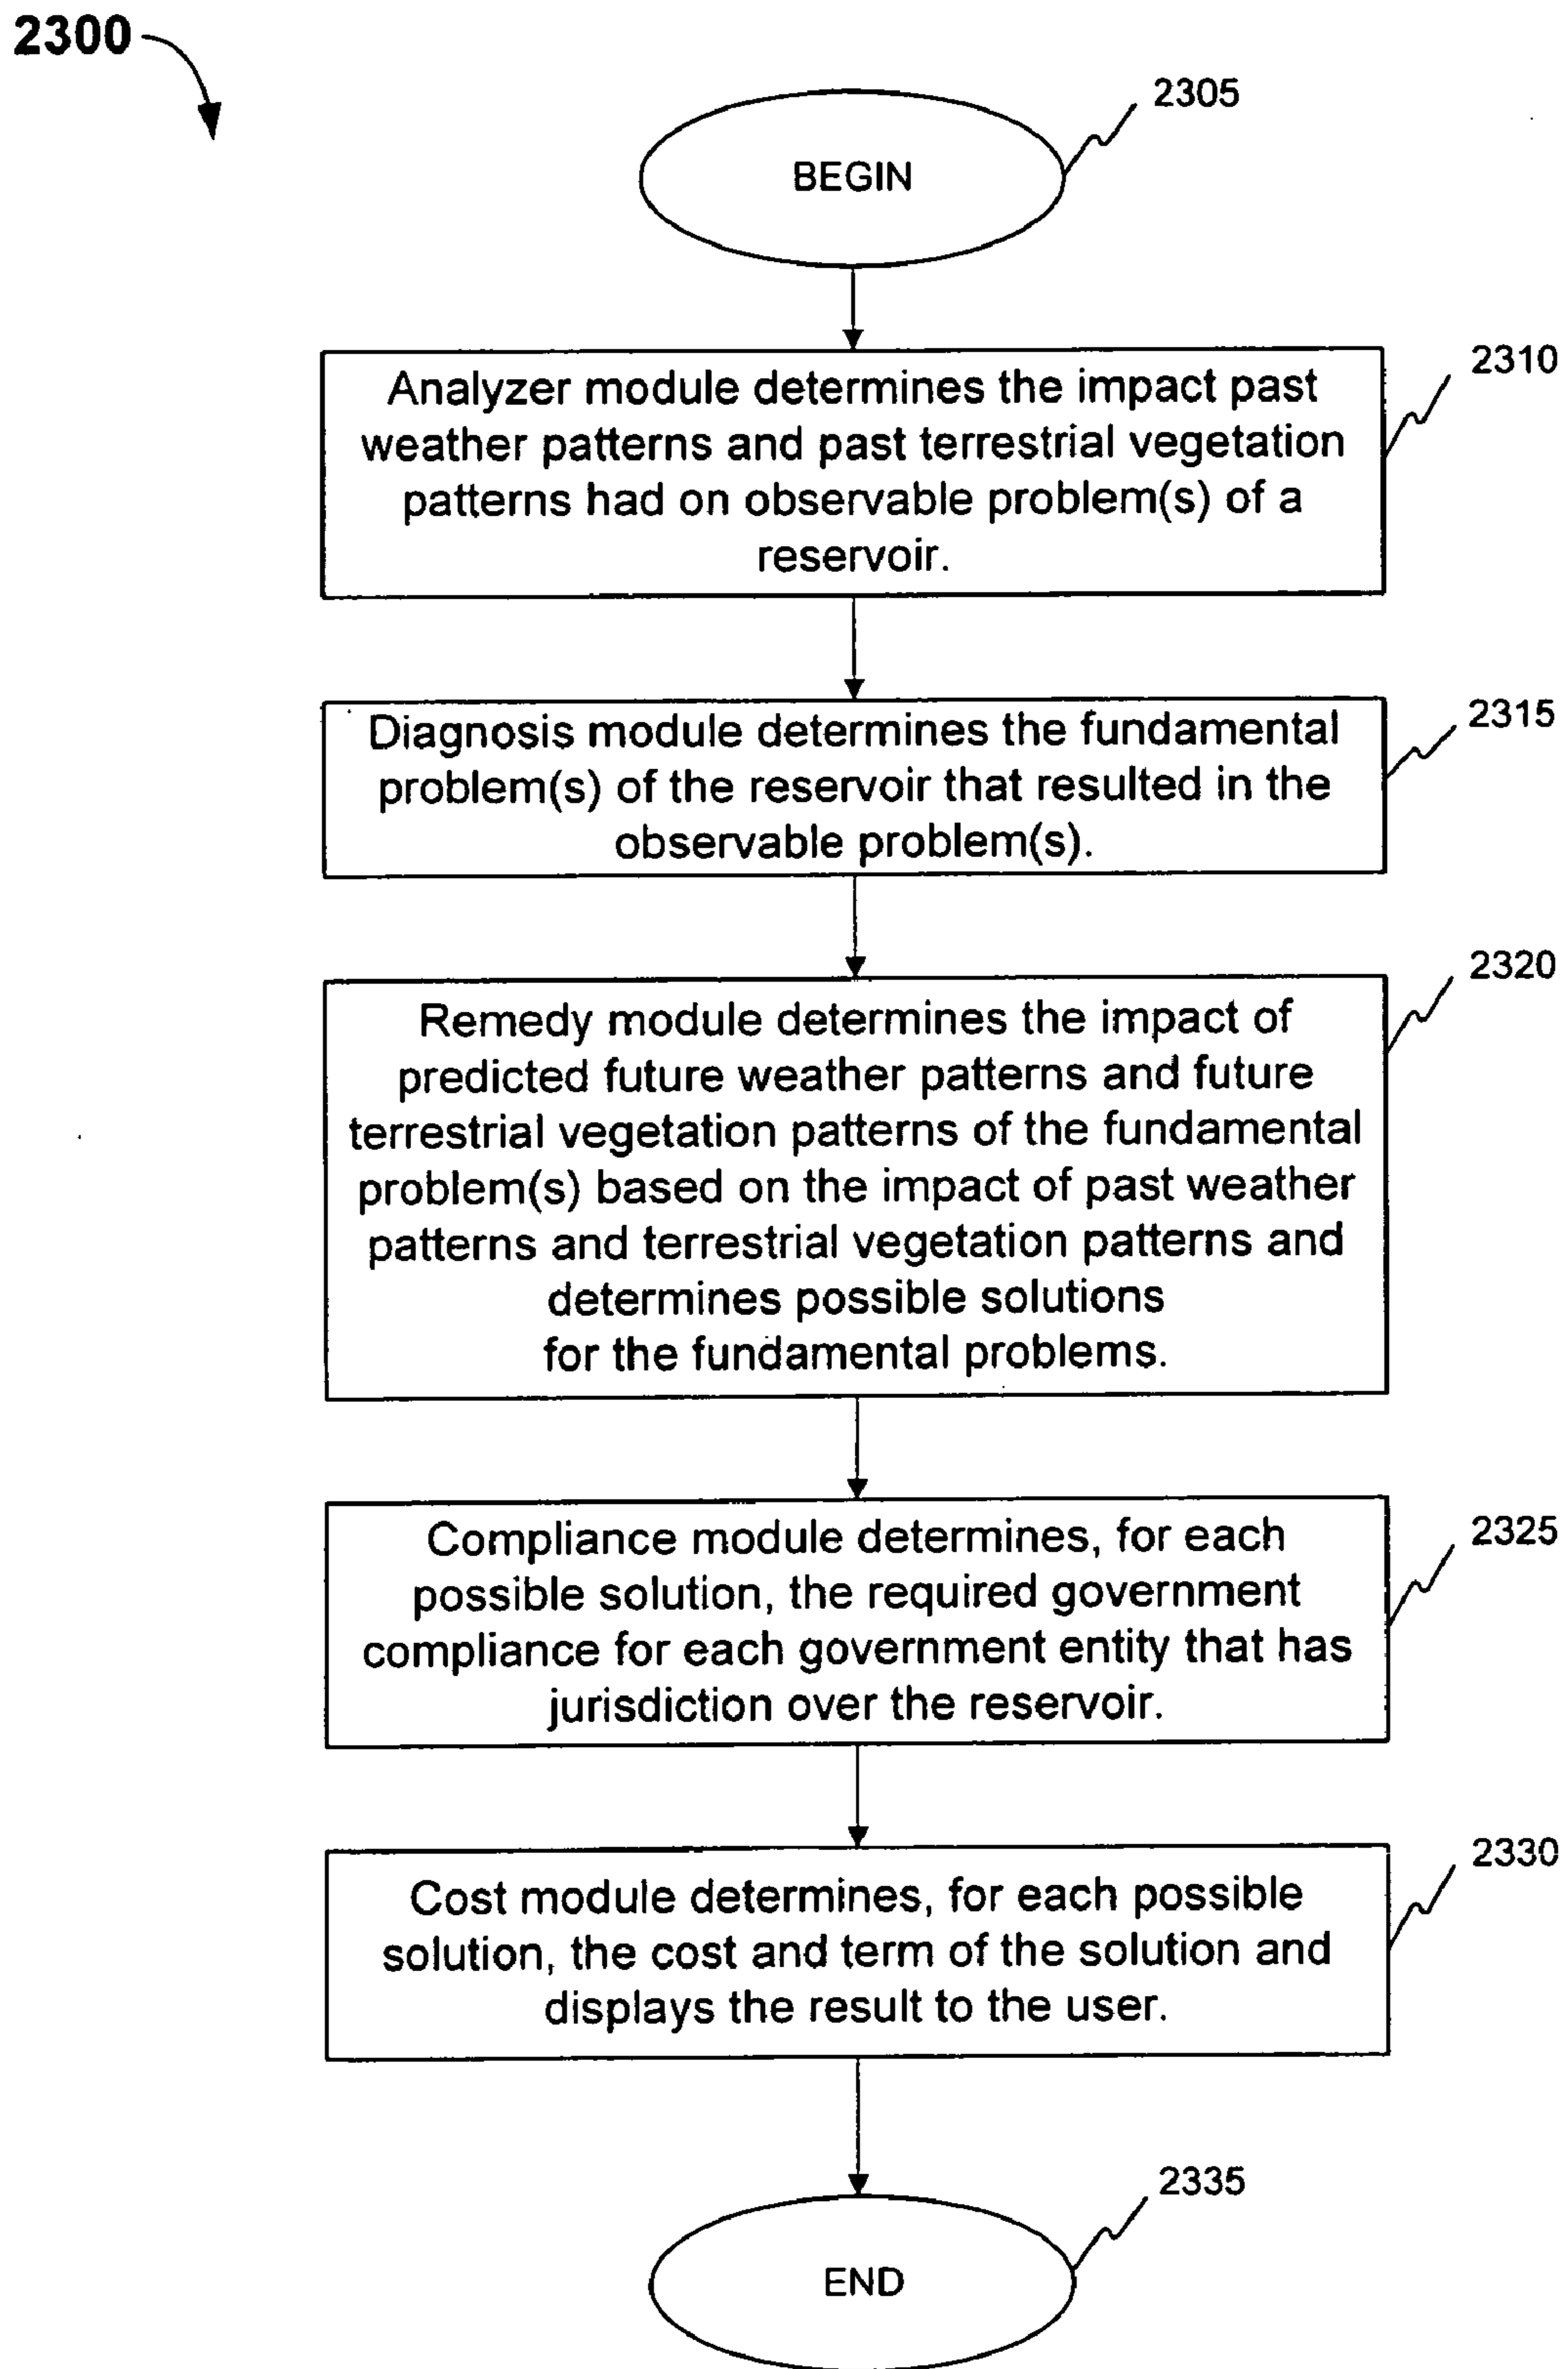 2300
2305
BEGIN
2310
Analyzer module determines the impact past
weather patterns and past terrestrial vegetation
patterns had on observable problem(s) of a
reservoir.
2315
Diagnosis module determines the fundamental
problem(s) of the reservoir that resulted in the
observable problem(s).
2320
Remedy module determines the impact of
predicted future weather patterns and future
terrestrial vegetation patterns of the fundamental
problem(s) based on the impact of past weather
patterns and terrestrial vegetation patterns and
determines possible solutions
for the fundamental problems.
2325
Compliance module determines, for each
possible solution, the required government
compliance for each government entity that has
jurisdiction over the reservoir.
2330
Cost module determines, for each possible
solution, the cost and term of the solution and
displays the result to the user.
2335
END